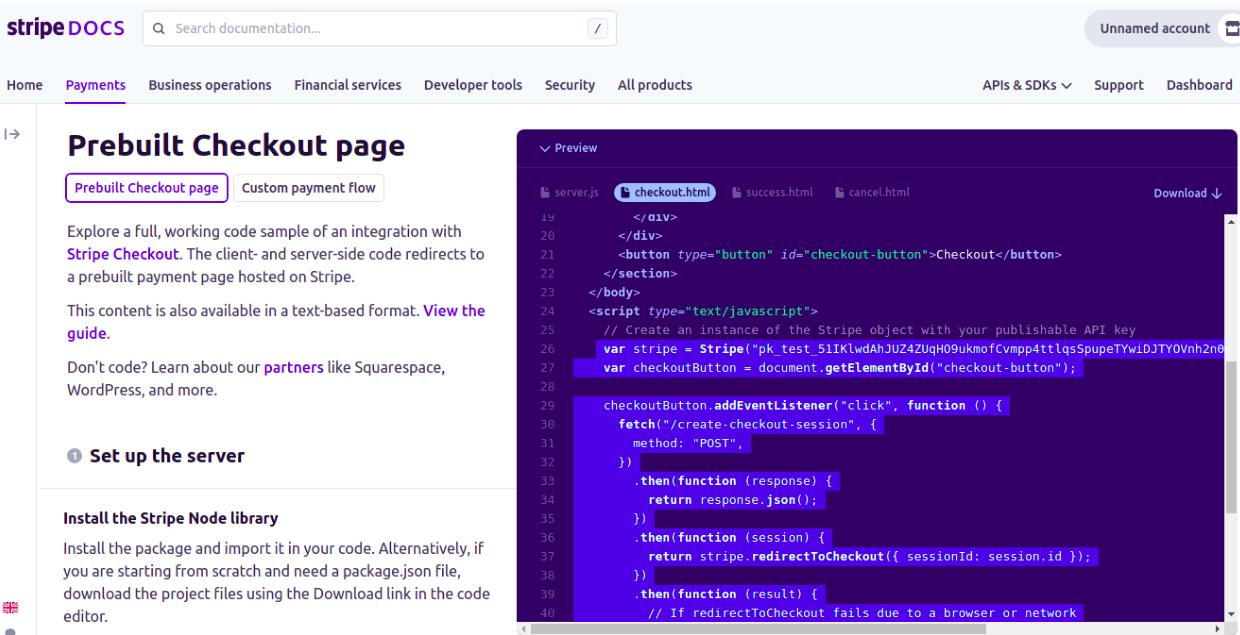 stripe DOCS
Search documentation...
/
Unnamed account
Home
Payments
Business operations
Financial services
Developer tools
Security
All products
APIs & SDKs
Support
Dashboard
Prebuilt Checkout page
Prebuilt Checkout page
Custom payment flow
Explore a full, working code sample of an integration with
Stripe Checkout. The client- and server-side code redirects to
a prebuilt payment page hosted on Stripe.
This content is also available in a text-based format. View the
guide.
Don't code? Learn about our partners like Squarespace,
WordPress, and more.
1 Set up the server
Install the Stripe Node library
Install the package and import it in your code. Alternatively, if
you are starting from scratch and need a package.json file,
download the project files using the Download link in the code
editor.
Preview
server.js
checkout.html
success.html
cancel.html
Download
19 </div>
20 </div>
21 <button type="button" id="checkout-button">Checkout</button>
22 </section>
23 </body>
24 <script type="text/javascript">
25 // Create an instance of the Stripe object with your publishable API key
26 var stripe = Stripe("pk_test_51IKlwdAhJUZ4ZUqHO9ukmofCvmpp4ttlqsSpupeTYwiDJTYOVnh2n0
27 var checkoutButton = document.getElementById("checkout-button");
28
29 checkoutButton.addEventListener("click", function () {
30 fetch("/create-checkout-session", {
31 method: "POST",
32 })
33 .then(function (response) {
34 return response.json();
35 })
36 .then(function (session) {
37 return stripe.redirectToCheckout({ sessionId: session.id });
38 })
39 .then(function (result) {
40 // If redirectToCheckout fails due to a browser or network